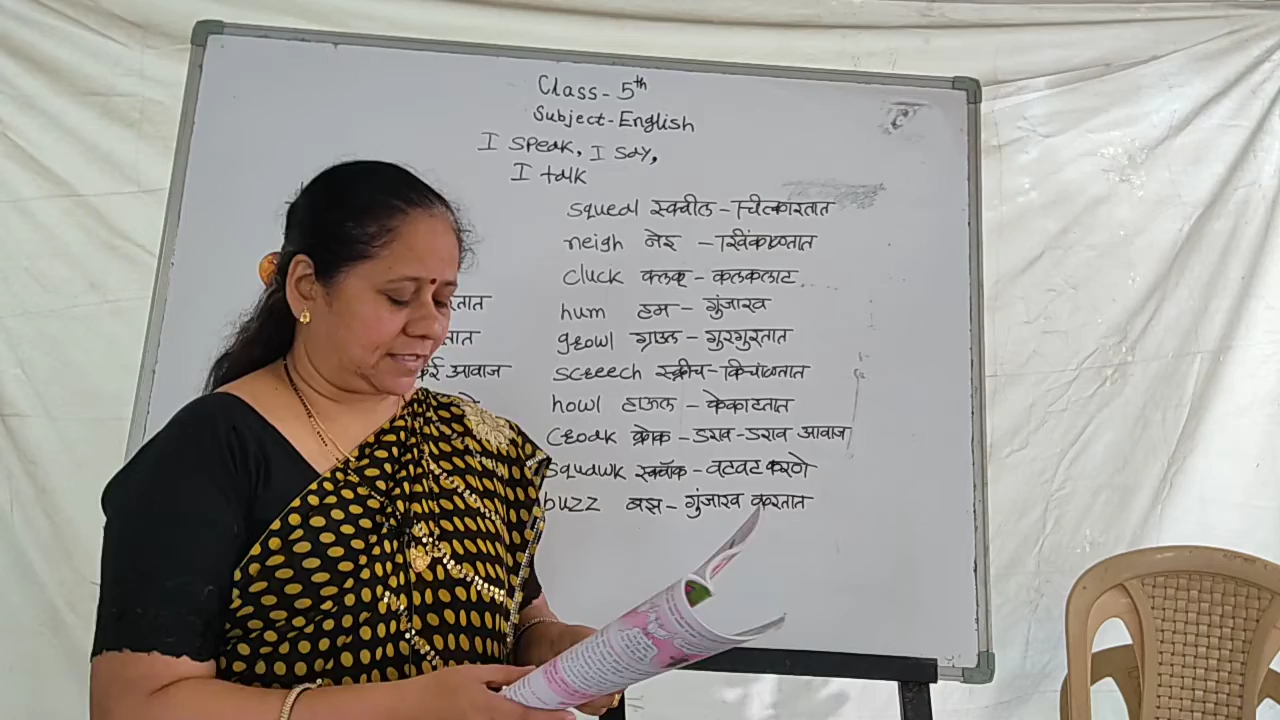 Class - 5th
Subject - English
I speak, I say,
I talk
squeal स्क्वील - चित्कारतात
neigh नेइ - खिंकाळतात
cluck क्लक् - कलकलाट
hum हम - गुंजारव
growl ग्राऊल - गुरगुरतात
screech स्क्रीच - किंचाळतात
howl हाऊल - केकाटतात
croak क्रोक - डराव - डराव आवाज
squawk स्क्वॉक - वटवट करणे
buzz बझ - गुंजारव करतात
आवाज